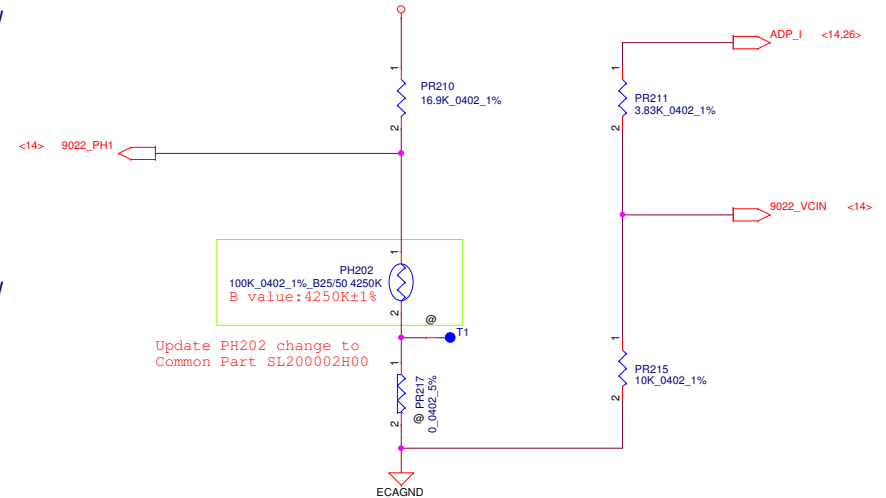 ADP_I <14,26>
1
1
PR210
16.9K_0402_1%
PR211
3.83K_0402_1%
2
2
<14> 9022_PH1
9022_VCIN <14>
1
PH202
100K_0402_1%_B25/50 4250K
B value:4250K±1%
2
@
T1
Update PH202 change to
Common Part SL200002H00
1
1
PR217
0_0402_5%
@
2
PR215
10K_0402_1%
2
ECAGND